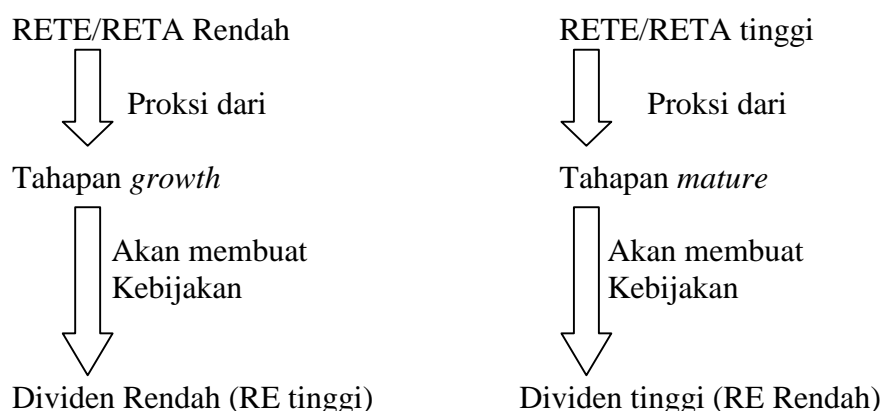 RETE/RETA Rendah
Proksi dari
Tahapan growth
Akan membuat
Kebijakan
Dividen Rendah (RE tinggi)
RETE/RETA tinggi
Proksi dari
Tahapan mature
Akan membuat
Kebijakan
Dividen tinggi (RE Rendah)